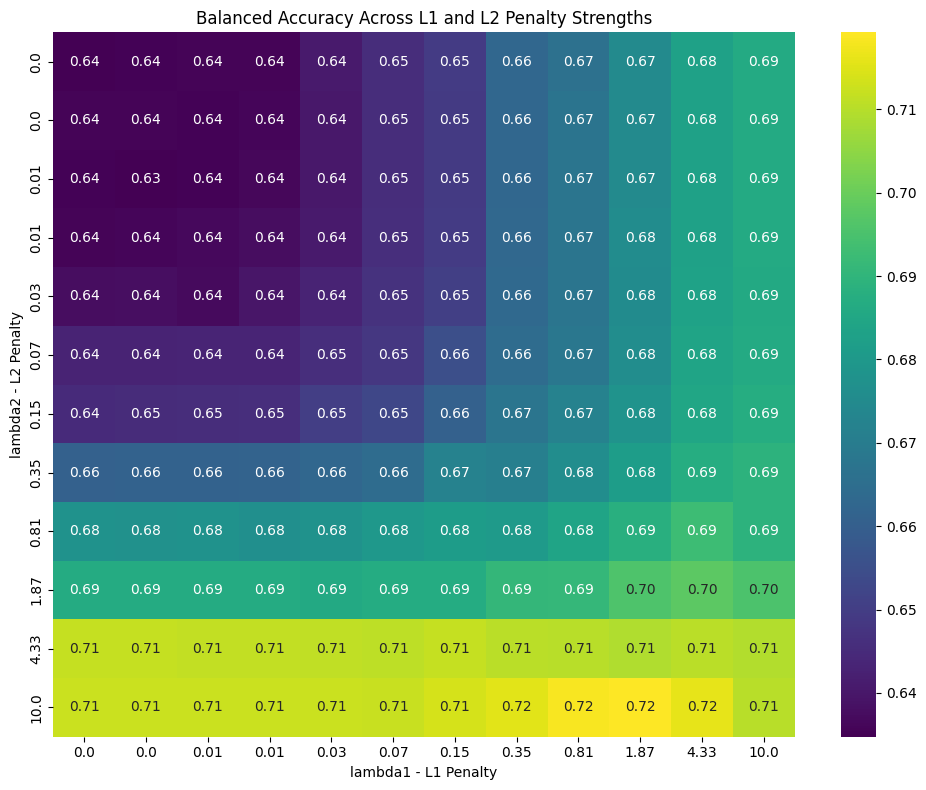 Balanced Accuracy Across L1 and L2 Penalty Strengths
0.0 0.64 0.64 0.64 0.64 0.64 0.65 0.65 0.66 0.67 0.67 0.68 0.69
0.0 0.64 0.64 0.64 0.64 0.64 0.65 0.65 0.66 0.67 0.67 0.68 0.69
0.01 0.64 0.63 0.64 0.64 0.64 0.65 0.65 0.66 0.67 0.67 0.68 0.69
0.01 0.64 0.64 0.64 0.64 0.64 0.65 0.65 0.66 0.67 0.68 0.68 0.69
0.03 0.64 0.64 0.64 0.64 0.64 0.65 0.65 0.66 0.67 0.68 0.68 0.69
0.07 0.64 0.64 0.64 0.64 0.65 0.65 0.66 0.66 0.67 0.68 0.68 0.69
0.15 0.64 0.65 0.65 0.65 0.65 0.65 0.66 0.67 0.67 0.68 0.68 0.69
0.35 0.66 0.66 0.66 0.66 0.66 0.66 0.67 0.67 0.68 0.68 0.69 0.69
0.81 0.68 0.68 0.68 0.68 0.68 0.68 0.68 0.68 0.68 0.69 0.69 0.69
1.87 0.69 0.69 0.69 0.69 0.69 0.69 0.69 0.69 0.69 0.70 0.70 0.70
4.33 0.71 0.71 0.71 0.71 0.71 0.71 0.71 0.71 0.71 0.71 0.71 0.71
10.0 0.71 0.71 0.71 0.71 0.71 0.71 0.71 0.72 0.72 0.72 0.72 0.71
0.0 0.0 0.01 0.01 0.03 0.07 0.15 0.35 0.81 1.87 4.33 10.0
lambda1 - L1 Penalty
lambda2 - L2 Penalty
0.71
0.70
0.69
0.68
0.67
0.66
0.65
0.64